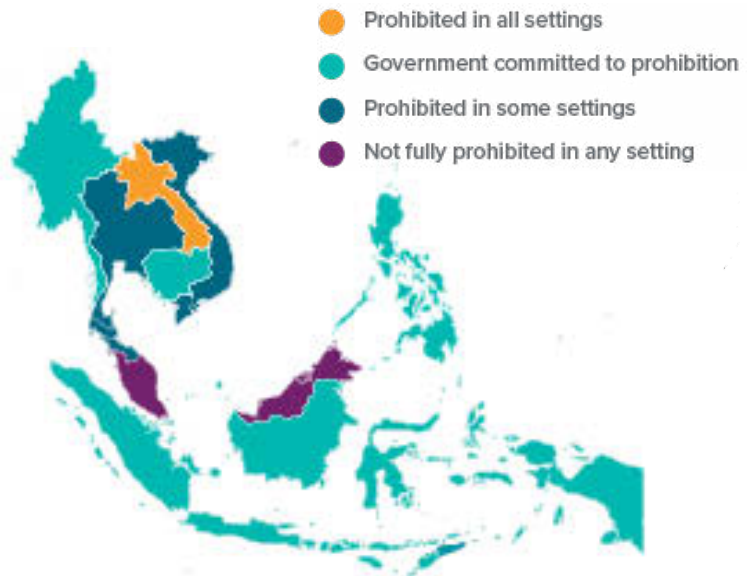 Prohibited in all settings
Government committed to prohibition
Prohibited in some settings
Not fully prohibited in any setting